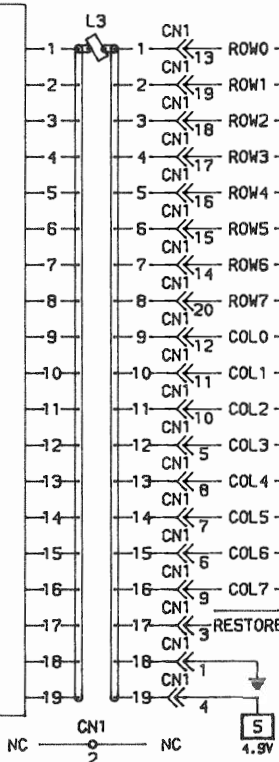 L3 CN1
1 1 13 ROW0
CN1
2 2 19 ROW1
CN1
3 3 18 ROW2
CN1
4 4 17 ROW3
CN1
5 5 16 ROW4
CN1
6 6 15 ROW5
CN1
7 7 14 ROW6
CN1
8 8 20 ROW7
CN1
9 9 12 COL0
CN1
10 10 11 COL1
CN1
11 11 10 COL2
CN1
12 12 5 COL3
CN1
13 13 8 COL4
CN1
14 14 7 COL5
CN1
15 15 6 COL6
CN1
16 16 9 COL7
CN1
17 17 3 RESTORE
CN1
18 18 1
CN1
19 19 4
CN1 S
NC 2 NC 4.9V